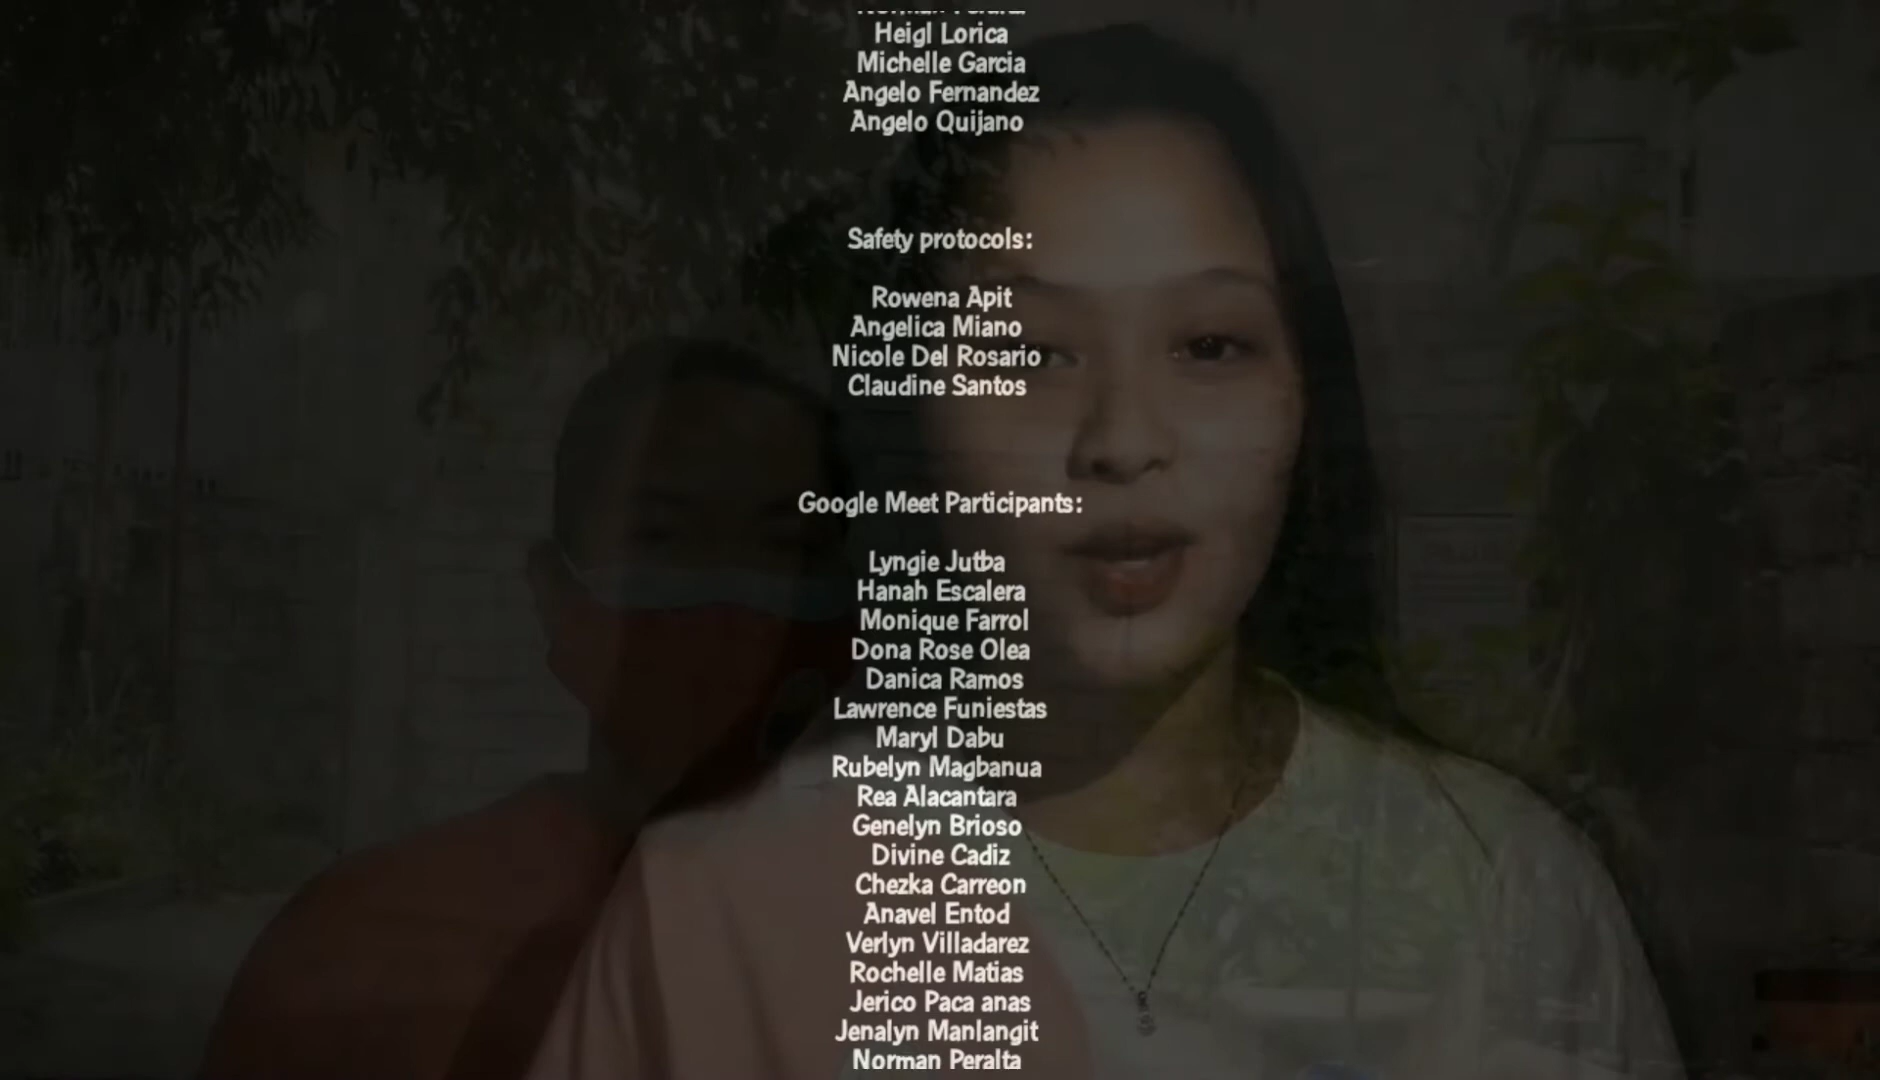 Heigl Lorica
Michelle Garcia
Angelo Fernandez
Angelo Quijano
Safety protocols:
Rowena Apit
Angelica Miano
Nicole Del Rosario
Claudine Santos
Google Meet Participants:
Lyngie Jutba
Hanah Escalera
Monique Farrol
Dona Rose Olea
Danica Ramos
Lawrence Funiestas
Maryl Dabu
Rubelyn Magbanua
Rea Alacantara
Genelyn Brioso
Divine Cadiz
Chezka Carreon
Anavel Entod
Verlyn Villadarez
Rochelle Matias
Jerico Paca anas
Jenalyn Manlangit
Norman Peralta